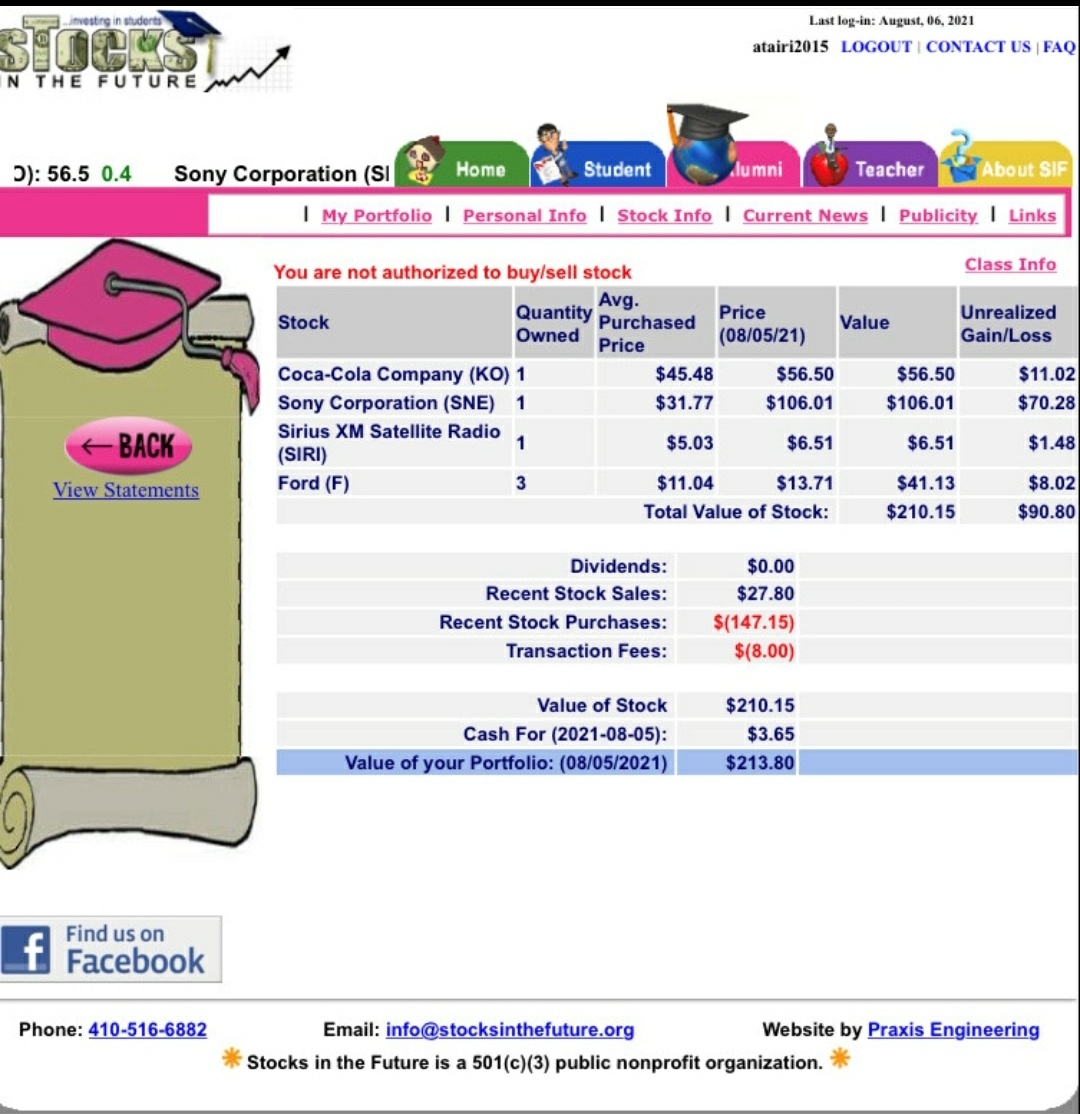 ...investing in students
STOCKS
IN THE FUTURE
Last log-in: August, 06, 2021
atairi2015 LOGOUT | CONTACT US | FAQ
): 56.5 0.4 Sony Corporation (S
Home Student lumni Teacher About SIF
| My Portfolio | Personal Info | Stock Info | Current News | Publicity | Links
You are not authorized to buy/sell stock
Class Info
Stock Quantity Owned Avg. Purchased Price Price (08/05/21) Value Unrealized Gain/Loss
Coca-Cola Company (KO) 1 $45.48 $56.50 $56.50 $11.02
Sony Corporation (SNE) 1 $31.77 $106.01 $106.01 $70.28
Sirius XM Satellite Radio (SIRI) 1 $5.03 $6.51 $6.51 $1.48
Ford (F) 3 $11.04 $13.71 $41.13 $8.02
Total Value of Stock: $210.15 $90.80
← BACK
View Statements
Dividends: $0.00
Recent Stock Sales: $27.80
Recent Stock Purchases: $(147.15)
Transaction Fees: $(8.00)
Value of Stock $210.15
Cash For (2021-08-05): $3.65
Value of your Portfolio: (08/05/2021) $213.80
f Find us on
Facebook
Phone: 410-516-6882 Email: info@stocksinthefuture.org Website by Praxis Engineering
Stocks in the Future is a 501(c)(3) public nonprofit organization.